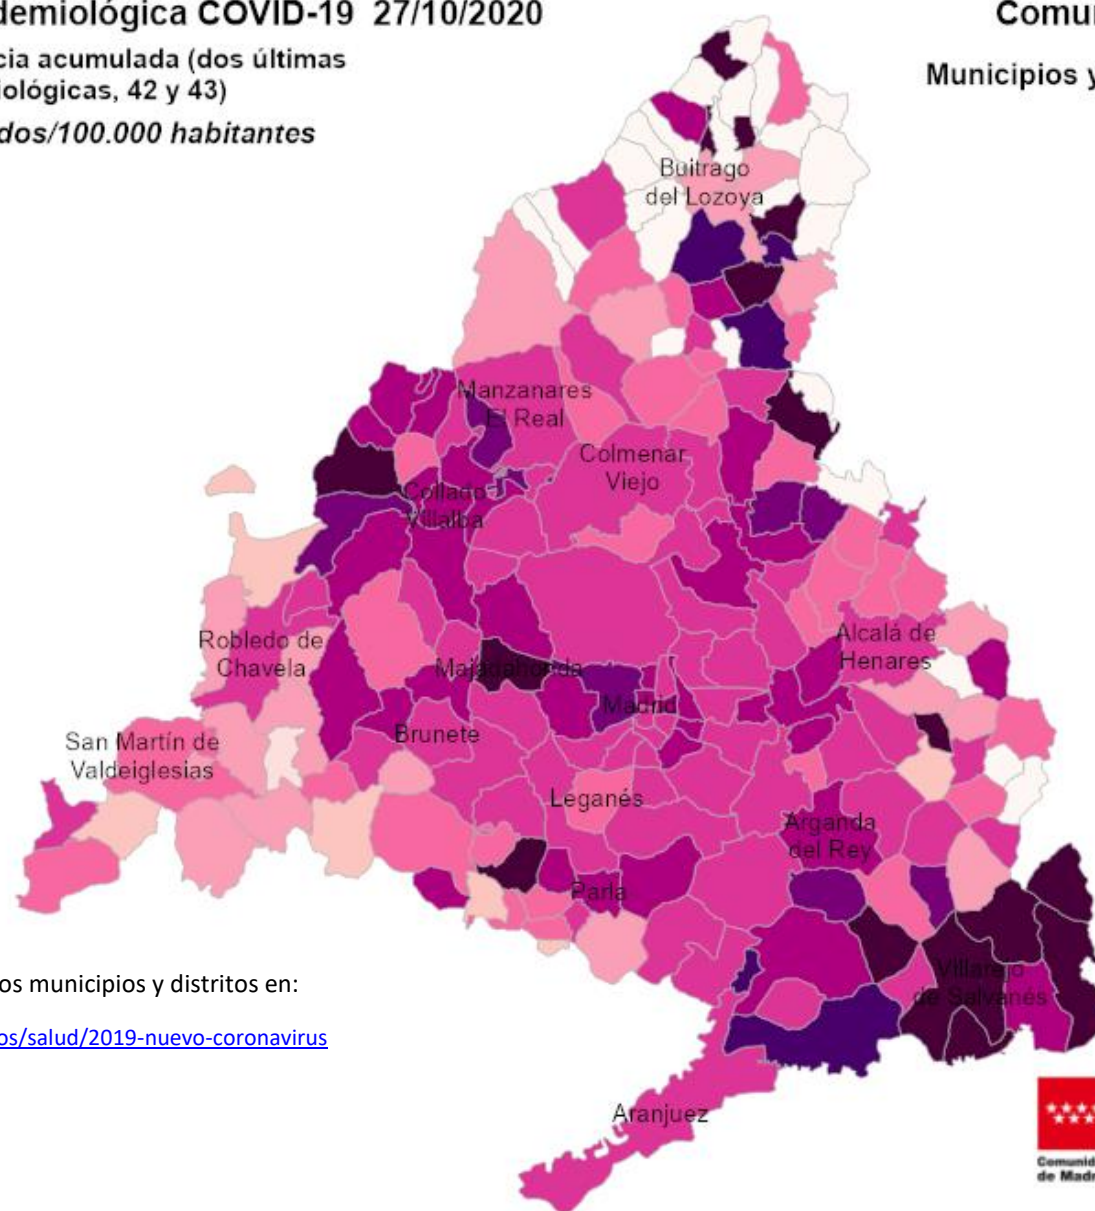 demiológica COVID-19 27/10/2020
Comu
cia acumulada (dos últimas
iológicas, 42 y 43)
Municipios y
dos/100.000 habitantes
Buitrago
del Lozoya
Manzanares
El Real
Colmenar
Viejo
Collado
Villalba
Robledo de
Chavela
Majadahonda
Alcalá de
Henares
Madrid
Brunete
San Martín de
Valdeiglesias
Leganés
Arganda
del Rey
Parla
Villarejo
de Salvanés
os municipios y distritos en:
os/salud/2019-nuevo-coronavirus
Aranjuez
Comunid
de Madr